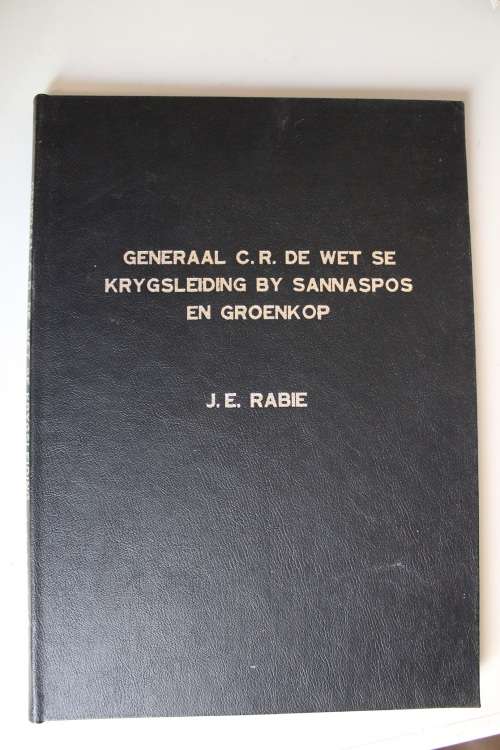 GENERAAL C.R. DE WET SE
KRYGSLEIDING BY SANNASPOS
EN GROENKOP
J.E. RABIE